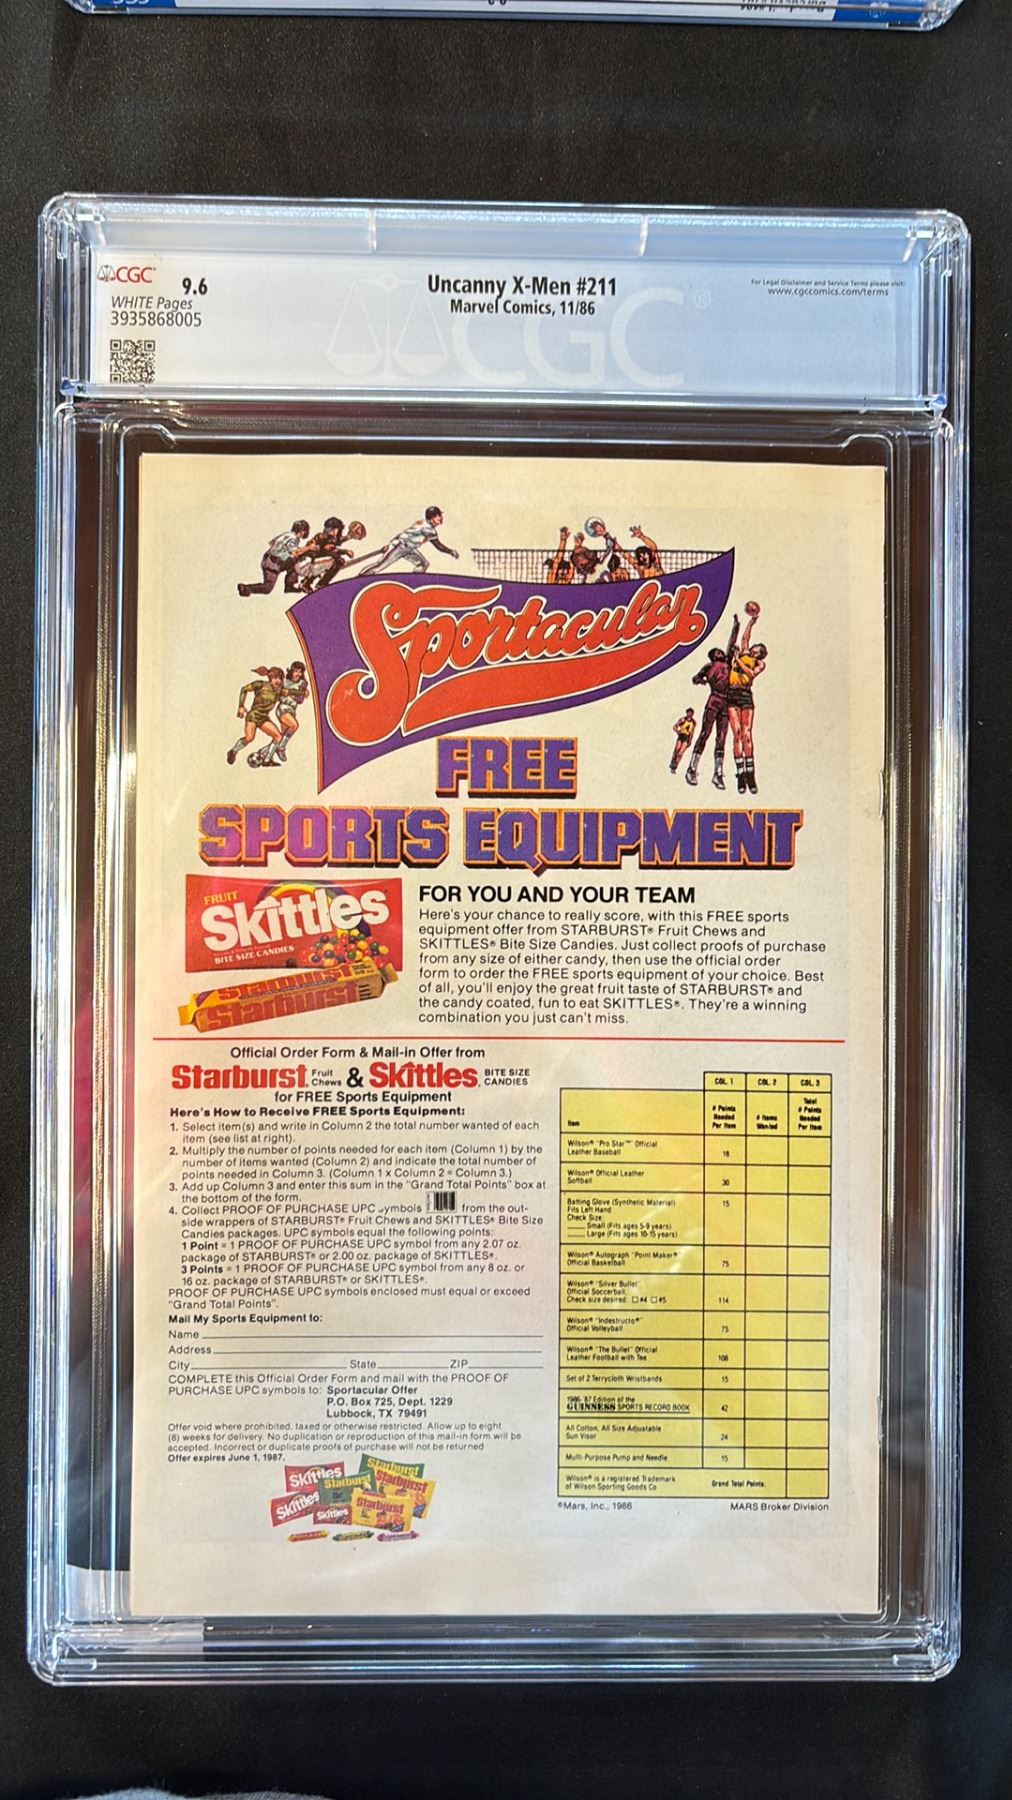 CGC
9.6
WHITE Pages
3935868005
Uncanny X-Men #211
Marvel Comics, 11/86
For Legal Disclaimer and Service Terms please visit:
www.cgccomics.com/terms
CGC
Sportacular
FREE
SPORTS EQUIPMENT
FRUIT
Skittles
BITE SIZE CANDIES
Starburst
Starburst
FOR YOU AND YOUR TEAM
Here's your chance to really score, with this FREE sports
equipment offer from STARBURST® Fruit Chews and
SKITTLES® Bite Size Candies. Just collect proofs of purchase
from any size of either candy, then use the official order
form to order the FREE sports equipment of your choice. Best
of all, you'll enjoy the great fruit taste of STARBURST® and
the candy coated, fun to eat SKITTLES®. They're a winning
combination you just can't miss.
Official Order Form & Mail-in Offer from
Starburst Fruit Chews & Skittles BITE SIZE CANDIES
for FREE Sports Equipment
Here's How to Receive FREE Sports Equipment:
1. Select item(s) and write in Column 2 the total number wanted of each
item (see list at right).
2. Multiply the number of points needed for each item (Column 1) by the
number of items wanted (Column 2) and indicate the total number of
points needed in Column 3. (Column 1 x Column 2 = Column 3.)
3. Add up Column 3 and enter this sum in the "Grand Total Points" box at
the bottom of the form.
4. Collect PROOF OF PURCHASE UPC symbols from the out-
side wrappers of STARBURST® Fruit Chews and SKITTLES® Bite Size
Candies packages. UPC symbols equal the following points:
1 Point = 1 PROOF OF PURCHASE UPC symbol from any 2.07 oz.
package of STARBURST® or 2.00 oz. package of SKITTLES®.
3 Points = 1 PROOF OF PURCHASE UPC symbol from any 8 oz. or
16 oz. package of STARBURST® or SKITTLES®.
PROOF OF PURCHASE UPC symbols enclosed must equal or exceed
"Grand Total Points".
Mail My Sports Equipment to:
Name
Address
City State ZIP
COMPLETE this Official Order Form and mail with the PROOF OF
PURCHASE UPC symbols to: Sportacular Offer
P.O. Box 725, Dept. 1229
Lubbock, TX 79491
Offer void where prohibited, taxed or otherwise restricted. Allow up to eight
(8) weeks for delivery. No duplication or reproduction of this mail-in form will be
accepted. Incorrect or duplicate proofs of purchase will not be returned
Offer expires June 1, 1987.
Skittles
Starburst
Starburst
Starburst
Skittles
Skittles
Starburst
COL. 1 COL. 2 COL. 3
Item # Points Needed Per Item # Items Wanted Total # Points Needed Per Item
Wilson® "Pro Star™" Official
Leather Baseball 18
Wilson® Official Leather
Softball 30
Batting Glove (Synthetic Material) 15
Fits Left Hand
Check Size:
Small (Fits ages 5-9 years)
Large (Fits ages 10-15 years)
Wilson® Autograph "Point Maker®"
Official Basketball 75
Wilson® "Silver Bullet"
Official Soccerball,
Check size desired: #4 #5 114
Wilson® "Indestructo®"
Official Volleyball 75
Wilson® "The Bullet" Official
Leather Football with Tee 108
Set of 2 Terrycloth Wristbands 15
1986-'87 Edition of the
GUINNESS SPORTS RECORD BOOK 42
All Cotton, All Size Adjustable
Sun Visor 24
Multi-Purpose Pump and Needle 15
Wilson® is a registered Trademark
of Wilson Sporting Goods Co Grand Total Points:
©Mars, Inc., 1986 MARS Broker Division